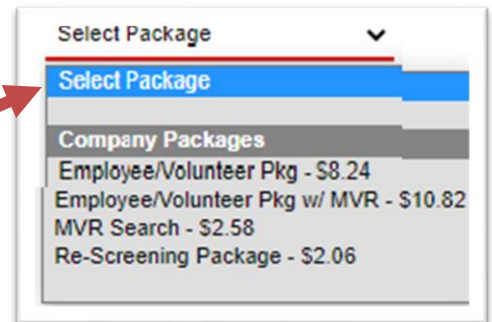 Select Package
Select Package
Company Packages
Employee/Volunteer Pkg - $8.24
Employee/Volunteer Pkg w/ MVR - $10.82
MVR Search - $2.58
Re-Screening Package - $2.06